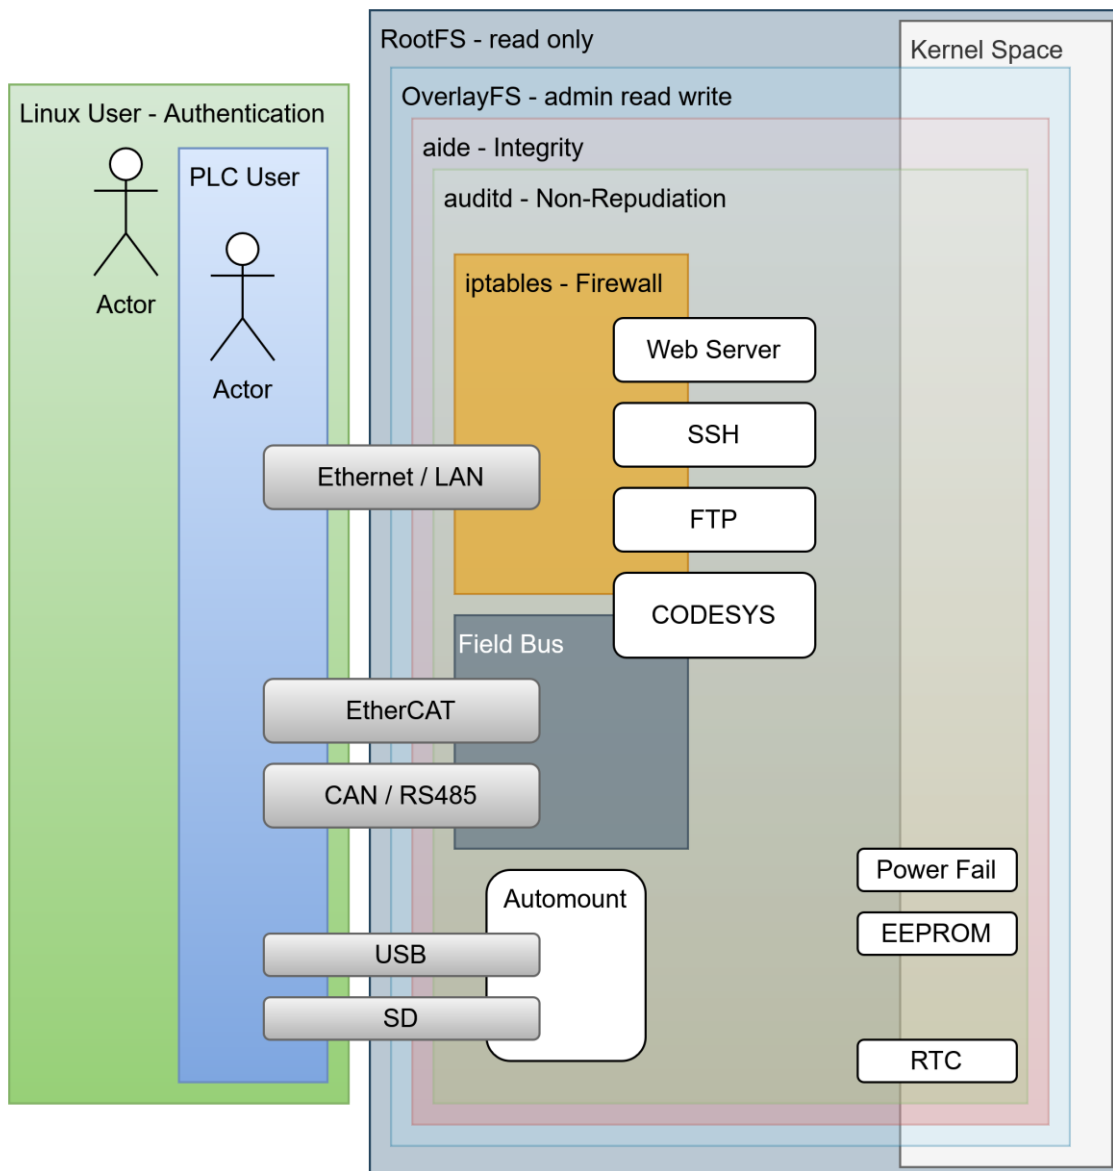 RootFS - read only
Kernel Space
OverlayFS - admin read write
Linux User - Authentication
aide - Integrity
PLC User
auditd - Non-Repudiation
iptables - Firewall
Actor
Web Server
Actor
SSH
Ethernet / LAN
FTP
CODESYS
Field Bus
EtherCAT
CAN / RS485
Power Fail
Automount
EEPROM
USB
SD
RTC